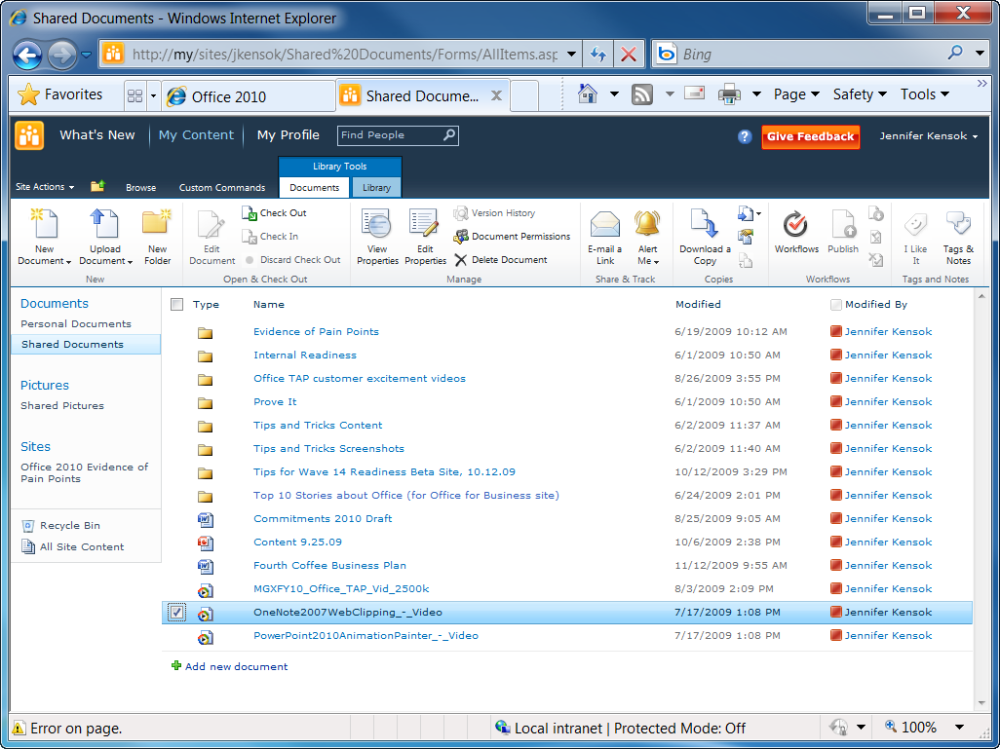 Shared Documents - Windows Internet Explorer
http://my/sites/jkensok/Shared%20Documents/Forms/AllItems.asp
Bing
Favorites
Office 2010
Shared Docume...
Page
Safety
Tools
What's New
My Content
My Profile
Find People
Give Feedback
Jennifer Kensok
Library Tools
Site Actions
Browse
Custom Commands
Documents
Library
New Document
Upload Document
New Folder
New
Edit Document
Check Out
Check In
Discard Check Out
Open & Check Out
View Properties
Edit Properties
Version History
Document Permissions
Delete Document
Manage
E-mail a Link
Alert Me
Share & Track
Download a Copy
Copies
Workflows
Publish
Workflows
I Like It
Tags & Notes
Tags and Notes
Documents
Personal Documents
Shared Documents
Pictures
Shared Pictures
Sites
Office 2010 Evidence of
Pain Points
Recycle Bin
All Site Content
Type Name Modified Modified By
Evidence of Pain Points 6/19/2009 10:12 AM Jennifer Kensok
Internal Readiness 6/1/2009 10:50 AM Jennifer Kensok
Office TAP customer excitement videos 8/26/2009 3:55 PM Jennifer Kensok
Prove It 6/1/2009 10:50 AM Jennifer Kensok
Tips and Tricks Content 6/2/2009 11:37 AM Jennifer Kensok
Tips and Tricks Screenshots 6/2/2009 11:40 AM Jennifer Kensok
Tips for Wave 14 Readiness Beta Site, 10.12.09 10/12/2009 3:29 PM Jennifer Kensok
Top 10 Stories about Office (for Office for Business site) 6/24/2009 2:01 PM Jennifer Kensok
Commitments 2010 Draft 8/25/2009 9:05 AM Jennifer Kensok
Content 9.25.09 10/6/2009 2:38 PM Jennifer Kensok
Fourth Coffee Business Plan 11/12/2009 9:55 AM Jennifer Kensok
MGXFY10_Office_TAP_Vid_2500k 8/3/2009 2:09 PM Jennifer Kensok
OneNote2007WebClipping_-_Video 7/17/2009 1:08 PM Jennifer Kensok
PowerPoint2010AnimationPainter_-_Video 7/17/2009 1:08 PM Jennifer Kensok
Add new document
Error on page.
Local intranet | Protected Mode: Off
100%